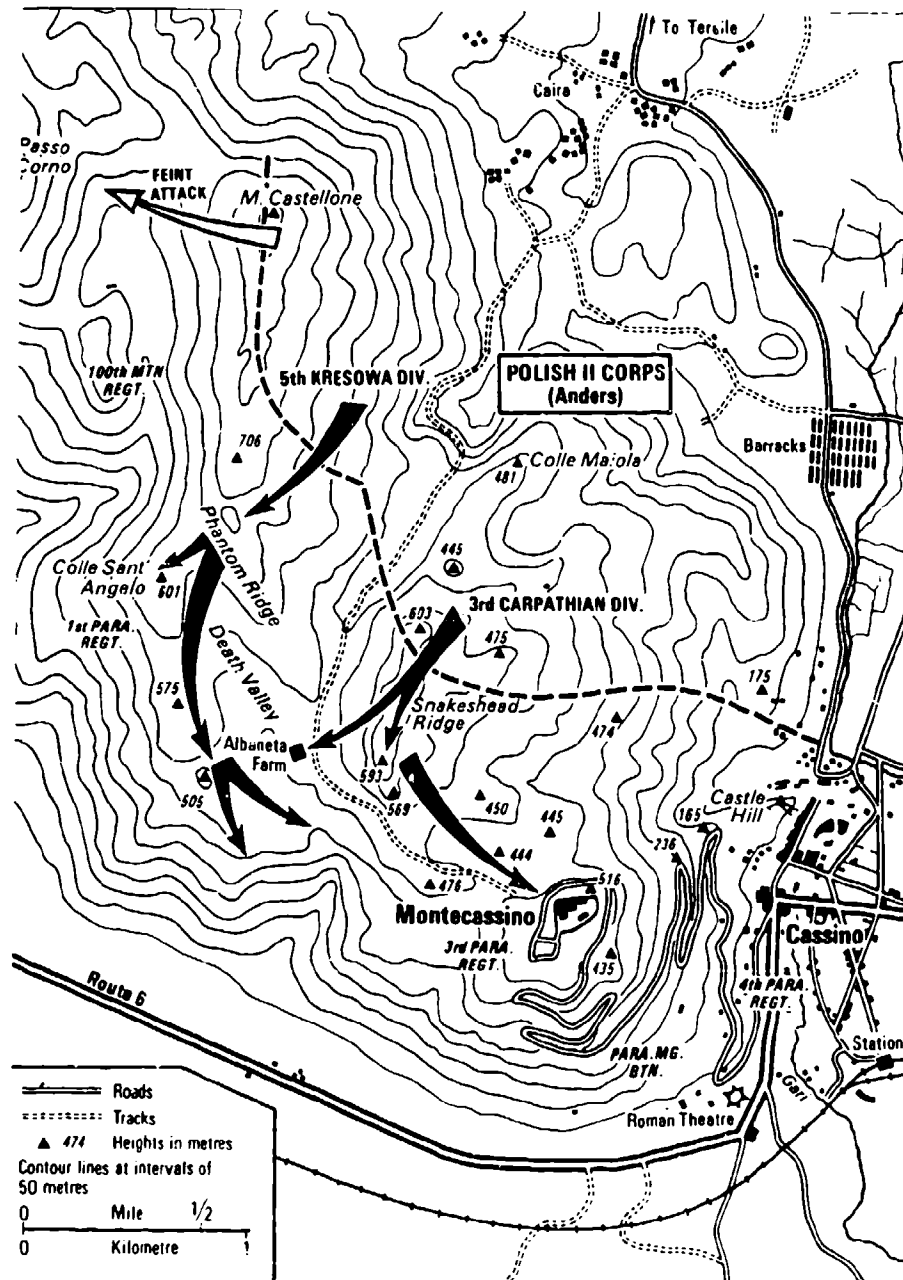 To Terelle
Caira
FEINT
ATTACK
M. Castellone
100th MTN
REGT.
5th KRESOWA DIV.
POLISH II CORPS
(Anders)
706
Colle Maiola
481
Barracks
Phantom Ridge
Colle Sant'
Angelo
601
445
1st PARA.
REGT.
603
3rd CARPATHIAN DIV.
475
175
Death Valley
575
Snakeshead
Ridge
474
Albaneta
Farm
593
569
505
450
445
444
165
Castle
Hill
236
476
516
Montecassino
3rd PARA.
REGT.
435
Cassino
4th PARA.
REGT.
Route 6
PARA. MG.
BTN.
Station
Gari
Roman Theatre
Roads
Tracks
474 Heights in metres
Contour lines at intervals of
50 metres
0 Mile 1/2
0 Kilometre 1